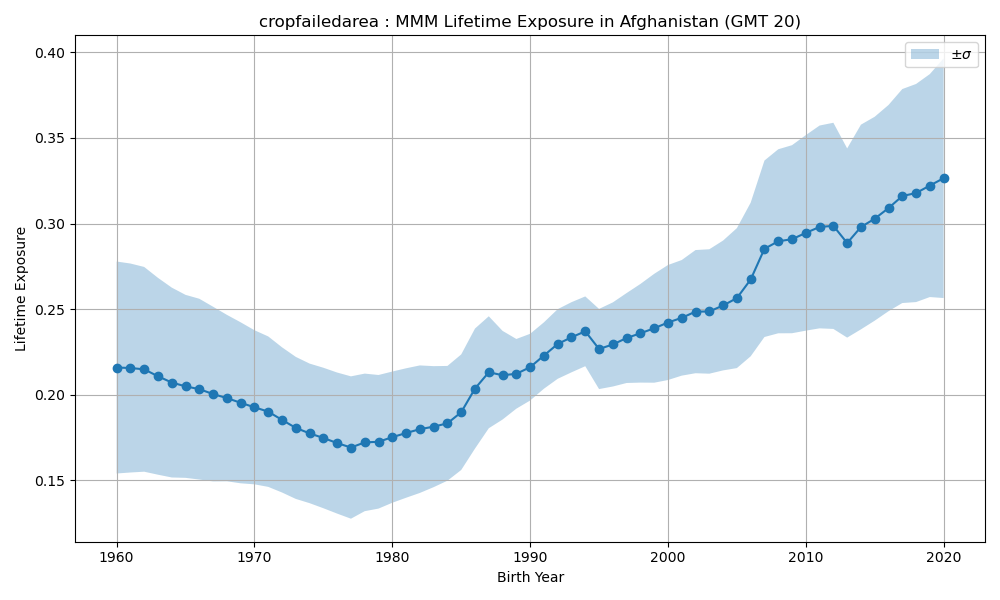 cropfailedarea : MMM Lifetime Exposure in Afghanistan (GMT 20)
±σ
0.40
0.35
0.30
0.25
0.20
0.15
Lifetime Exposure
1960 1970 1980 1990 2000 2010 2020
Birth Year